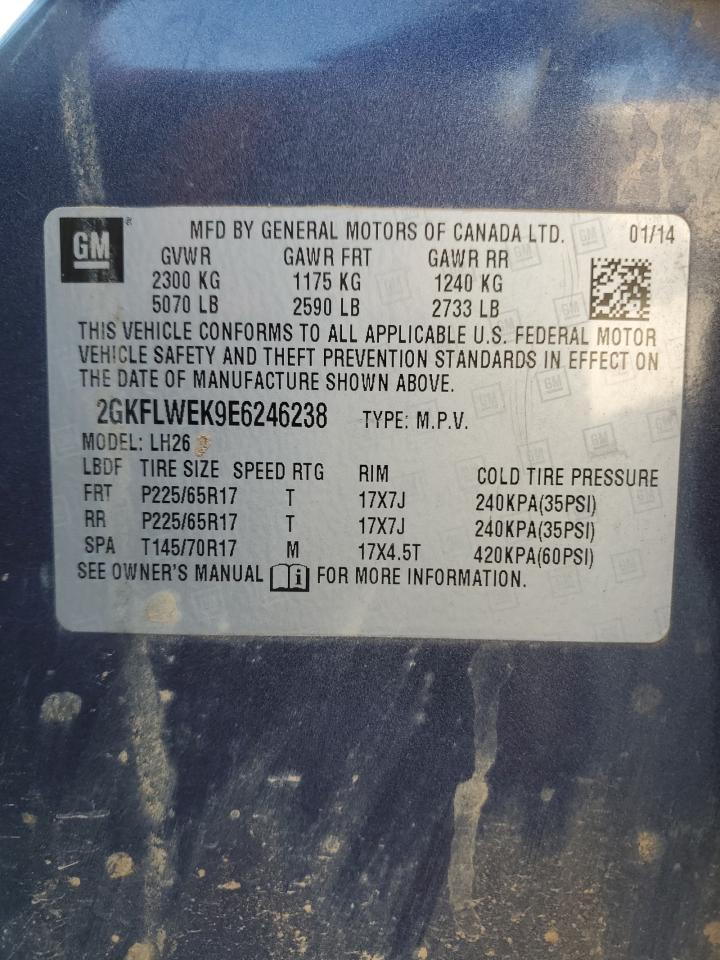 GM
MFD BY GENERAL MOTORS OF CANADA LTD. 01/14
GVWR GAWR FRT GAWR RR
2300 KG 1175 KG 1240 KG
5070 LB 2590 LB 2733 LB
THIS VEHICLE CONFORMS TO ALL APPLICABLE U.S. FEDERAL MOTOR
VEHICLE SAFETY AND THEFT PREVENTION STANDARDS IN EFFECT ON
THE DATE OF MANUFACTURE SHOWN ABOVE.
2GKFLWEK9E6246238 TYPE: M.P.V.
MODEL: LH26
LBDF TIRE SIZE SPEED RTG RIM COLD TIRE PRESSURE
FRT P225/65R17 T 17X7J 240KPA(35PSI)
RR P225/65R17 T 17X7J 240KPA(35PSI)
SPA T145/70R17 M 17X4.5T 420KPA(60PSI)
SEE OWNER'S MANUAL i FOR MORE INFORMATION.